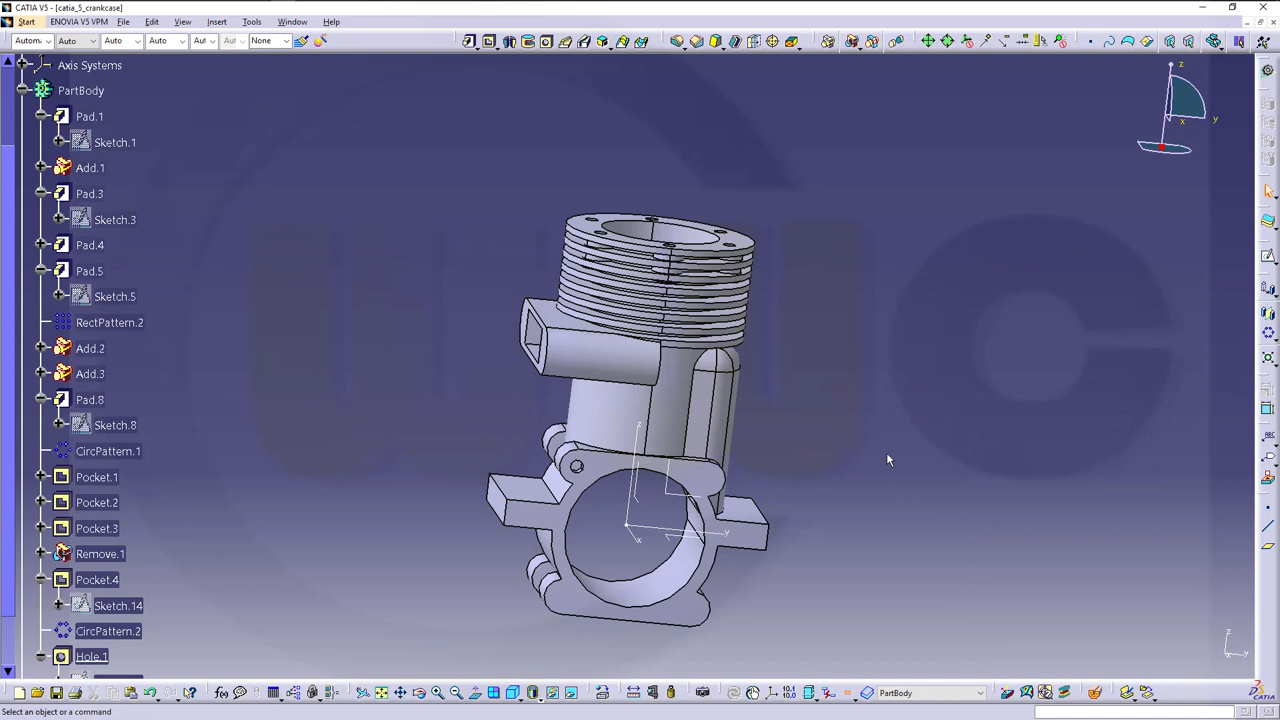 CATIA V5 - [catia_5_crankcase]
Start ENOVIA V5 VPM File Edit View Insert Tools Window Help
Autom Auto Auto Auto Aut Aut None
Axis Systems
PartBody
Pad.1
Sketch.1
Add.1
Pad.3
Sketch.3
Pad.4
Pad.5
Sketch.5
RectPattern.2
Add.2
Add.3
Pad.8
Sketch.8
CircPattern.1
Pocket.1
Pocket.2
Pocket.3
Remove.1
Pocket.4
Sketch.14
CircPattern.2
Hole.1
z
y
x
z
y
x
z
y
x
PartBody
CATIA
Select an object or a command